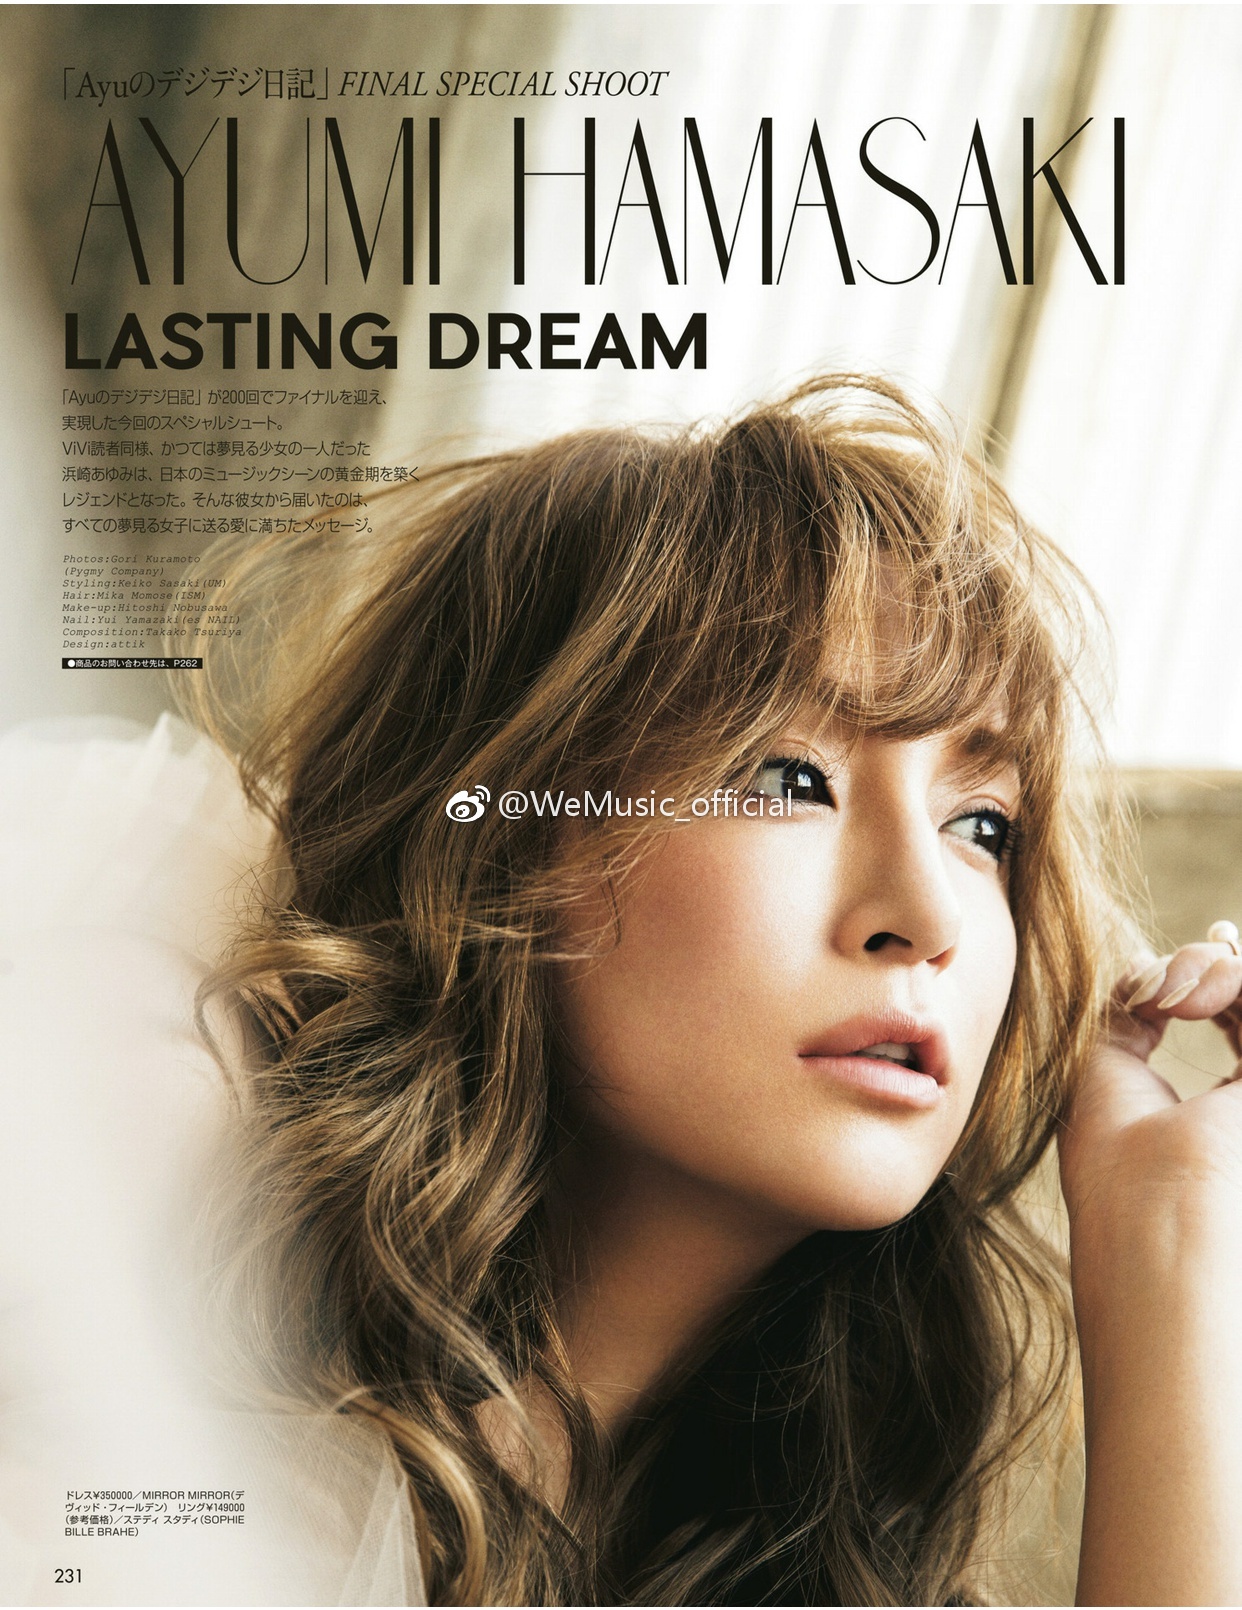 「Ayuのデジデジ日記」FINAL SPECIAL SHOOT
AYUMI HAMASAKI
LASTING DREAM
「Ayuのデジデジ日記」が200回でファイナルを迎え、
実現した今回のスペシャルシュート。
ViVi読者同様、かつては夢見る少女の一人だった
浜崎あゆみは、日本のミュージックシーンの黄金期を築く
レジェンドとなった。そんな彼女から届いたのは、
すべての夢見る女子に送る愛に満ちたメッセージ。
Photos:Gori Kuramoto
(Pygmy Company)
Styling:Keiko Sasaki(UM)
Hair:Mika Momose(ISM)
Make-up:Hitoshi Nobusawa
Nail:Yui Yamazaki(es NAIL)
Composition:Takako Tsuriya
Design:attik
●商品のお問い合わせ先は、P262
@WeMusic_official
ドレス¥350000／MIRROR MIRROR(デ
ヴィッド・フィールデン) リング¥149000
(参考価格)／ステディ スタディ(SOPHIE
BILLE BRAHE)
231